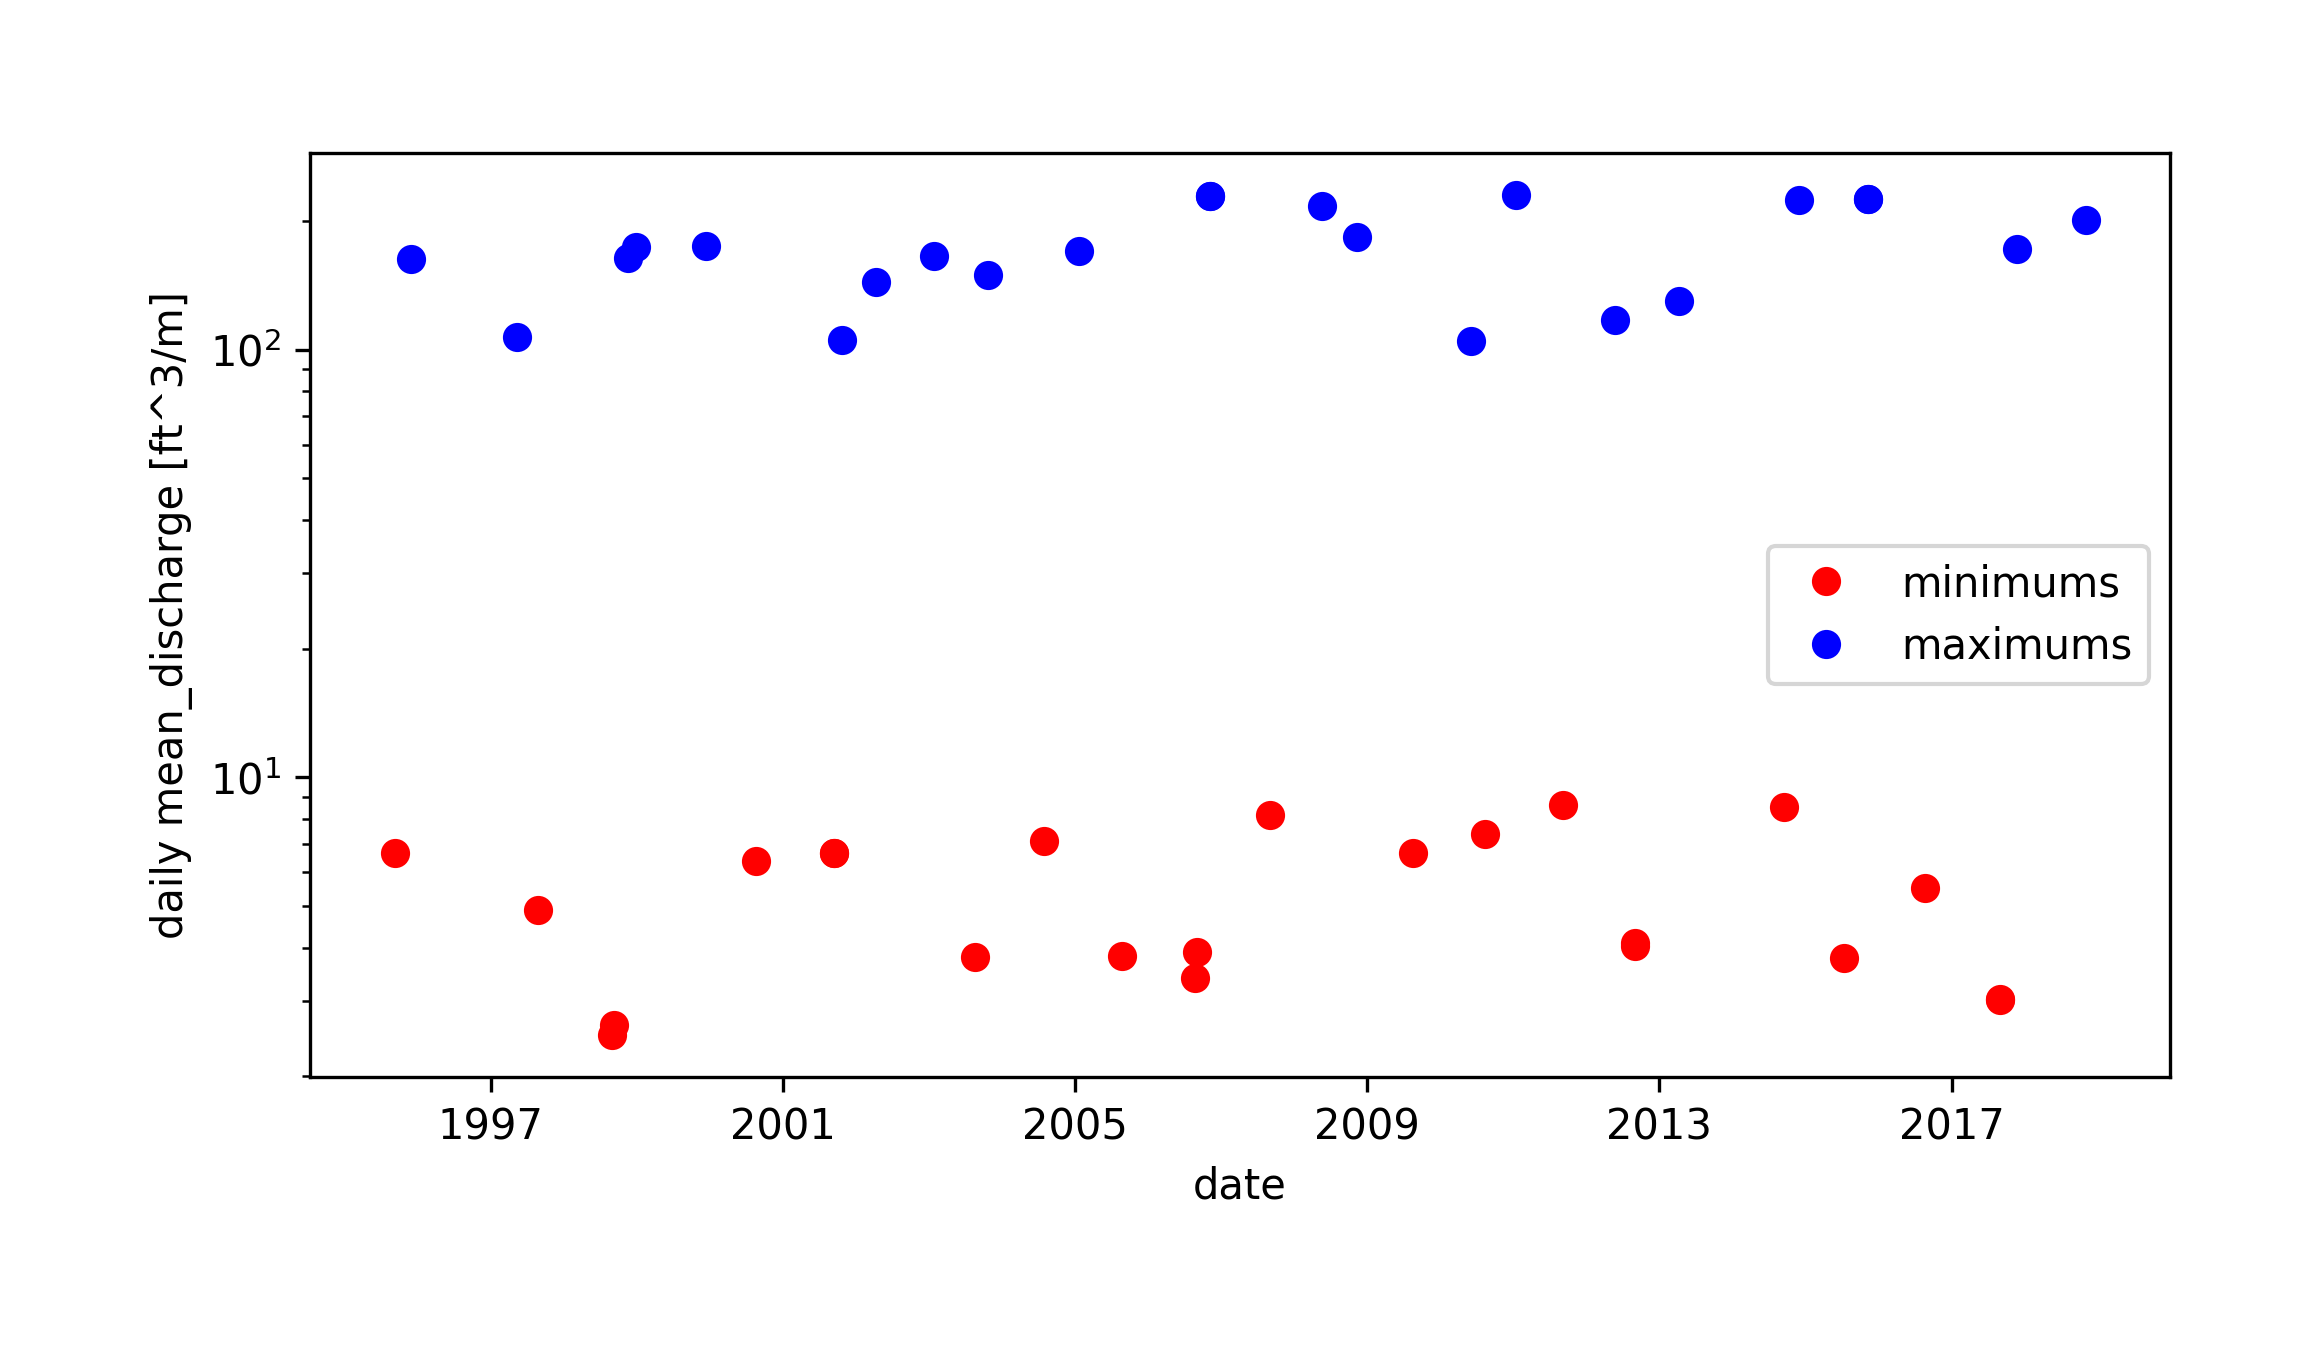 daily mean_discharge [ft^3/m]
10²
10¹
minimums
maximums
1997 2001 2005 2009 2013 2017
date